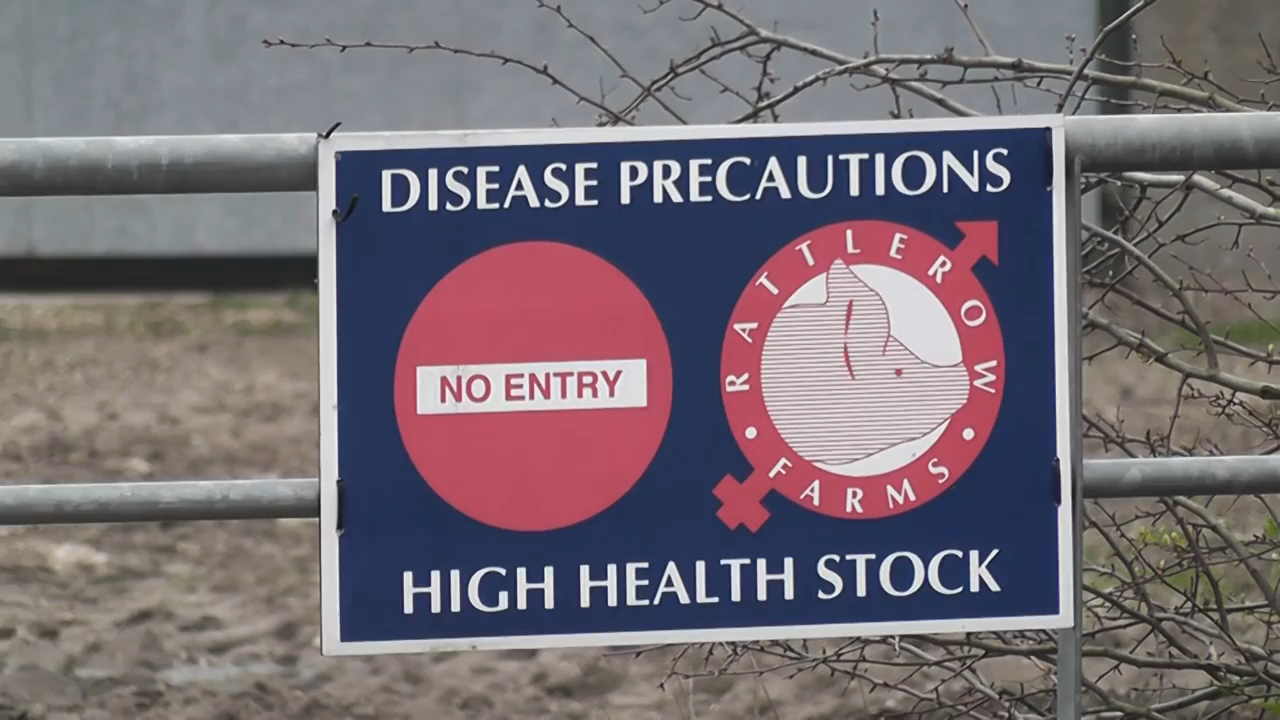 DISEASE PRECAUTIONS
NO ENTRY
RATTLEROW
FARMS
HIGH HEALTH STOCK